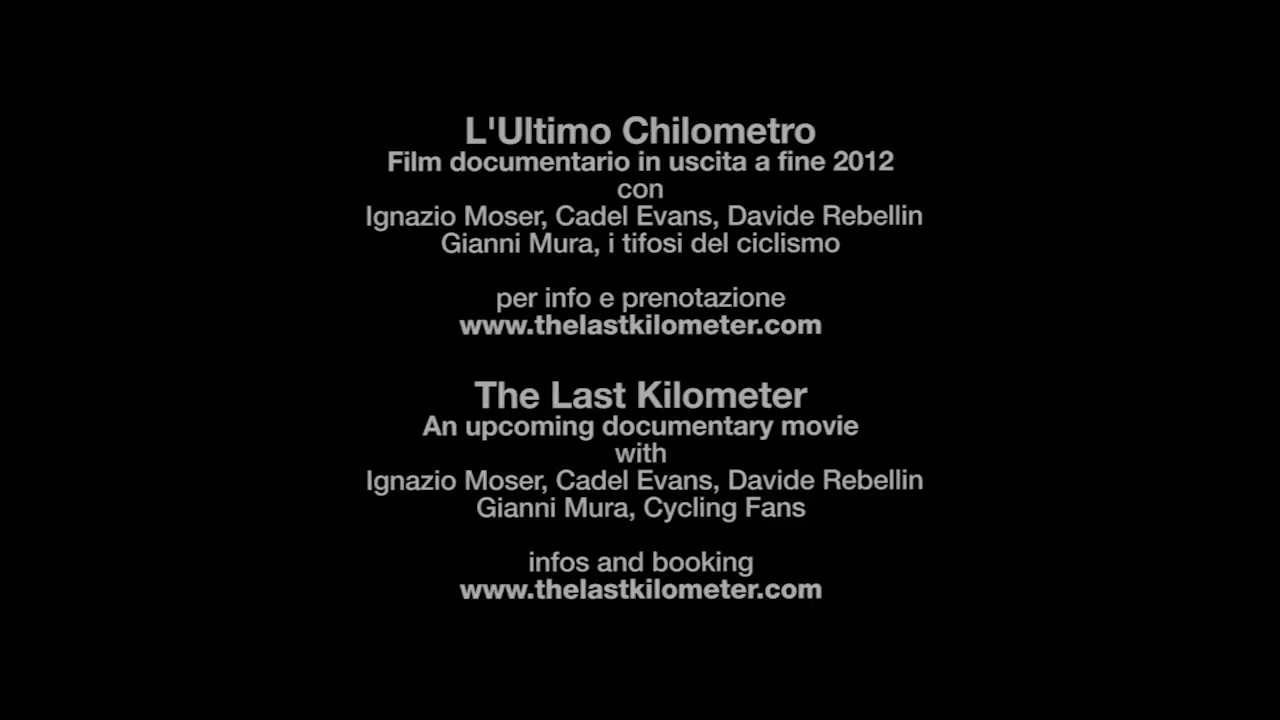 L'Ultimo Chilometro
Film documentario in uscita a fine 2012
con
Ignazio Moser, Cadel Evans, Davide Rebellin
Gianni Mura, i tifosi del ciclismo
per info e prenotazione
www.thelastkilometer.com
The Last Kilometer
An upcoming documentary movie
with
Ignazio Moser, Cadel Evans, Davide Rebellin
Gianni Mura, Cycling Fans
infos and booking
www.thelastkilometer.com